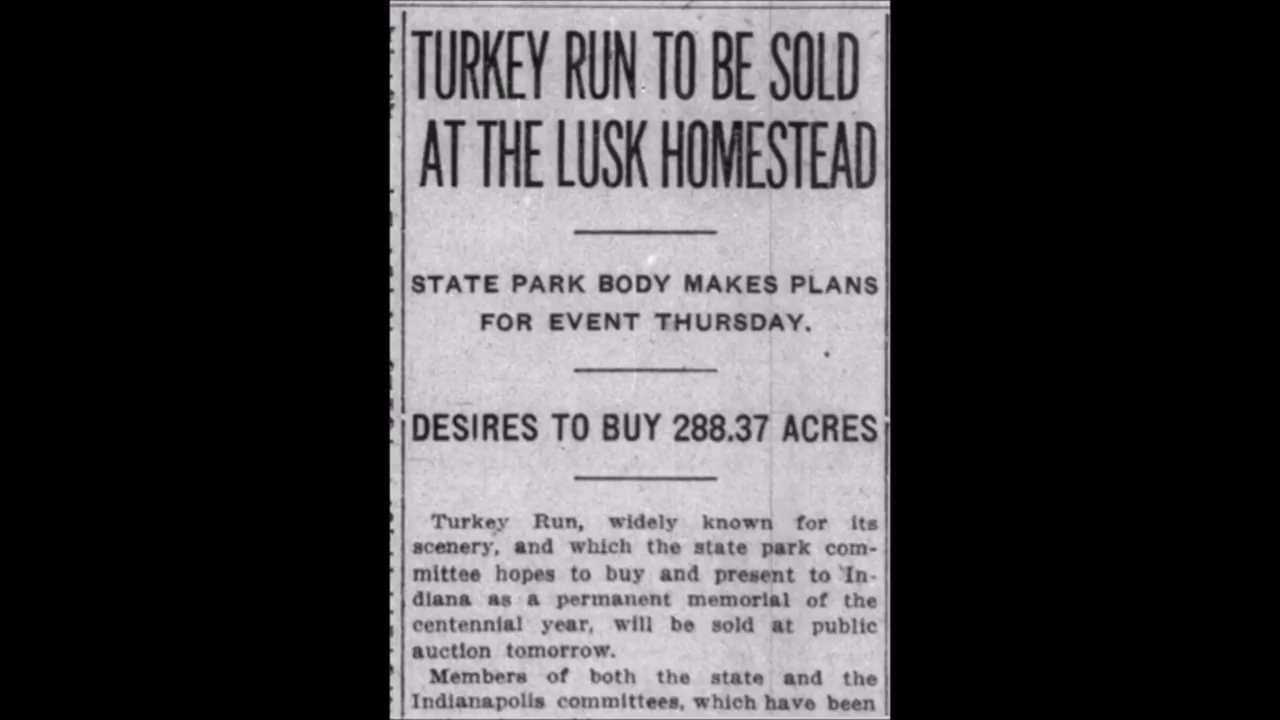 TURKEY RUN TO BE SOLD
AT THE LUSK HOMESTEAD
STATE PARK BODY MAKES PLANS
FOR EVENT THURSDAY.
DESIRES TO BUY 288.37 ACRES
Turkey Run, widely known for its
scenery, and which the state park com-
mittee hopes to buy and present to In-
diana as a permanent memorial of the
centennial year, will be sold at public
auction tomorrow.
Members of both the state and the
Indianapolis committees, which have been